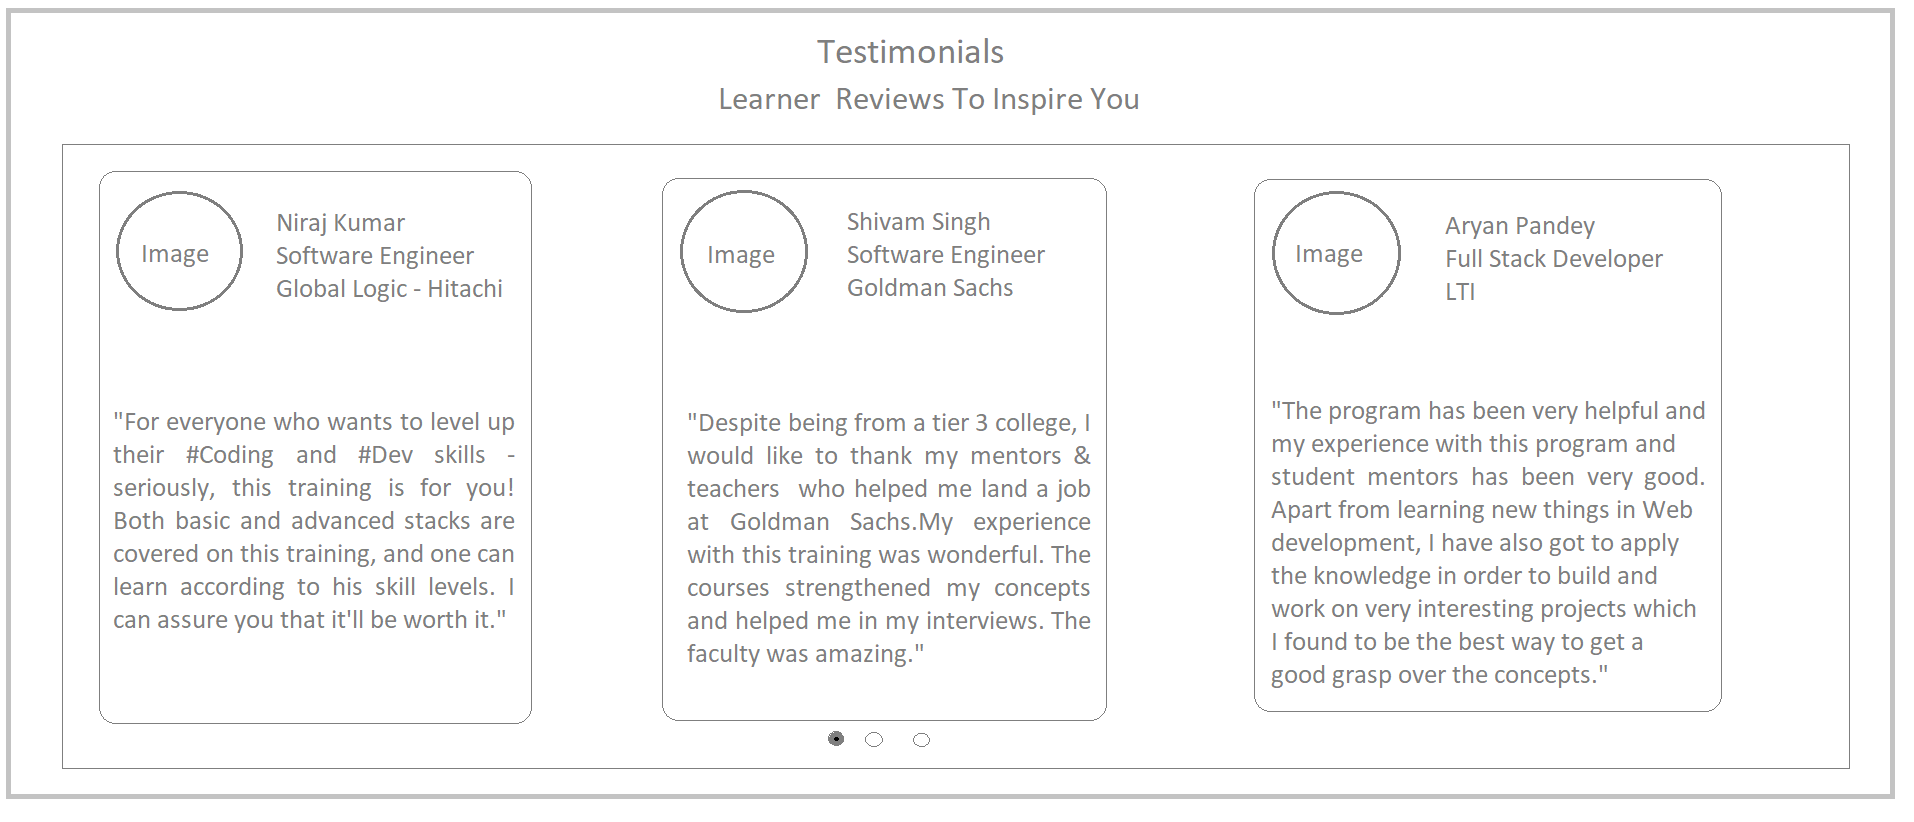 Testimonials
Learner  Reviews To Inspire You
Image
Niraj Kumar
Software Engineer
Global Logic - Hitachi
"For everyone who wants to level up
their #Coding and #Dev skills -
seriously, this training is for you!
Both basic and advanced stacks are
covered on this training, and one can
learn according to his skill levels. I
can assure you that it'll be worth it."
Image
Shivam Singh
Software Engineer
Goldman Sachs
"Despite being from a tier 3 college, I
would like to thank my mentors &
teachers  who helped me land a job
at Goldman Sachs.My experience
with this training was wonderful. The
courses strengthened my concepts
and helped me in my interviews. The
faculty was amazing."
Image
Aryan Pandey
Full Stack Developer
LTI
"The program has been very helpful and
my experience with this program and
student mentors has been very good.
Apart from learning new things in Web
development, I have also got to apply
the knowledge in order to build and
work on very interesting projects which
I found to be the best way to get a
good grasp over the concepts."